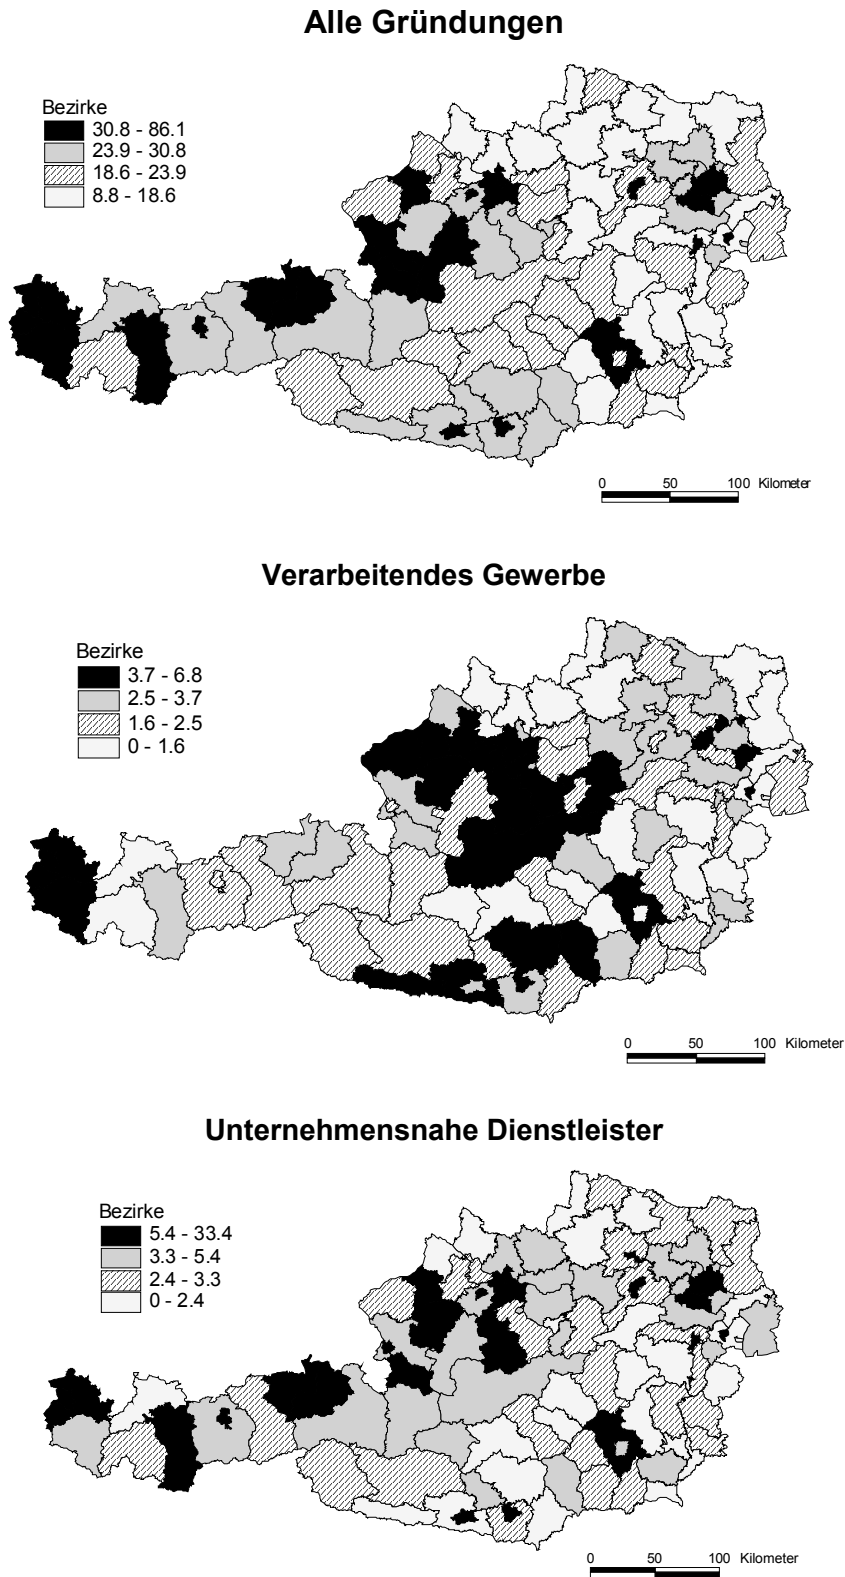 Alle Gründungen
Bezirke
30.8 - 86.1
23.9 - 30.8
18.6 - 23.9
8.8 - 18.6
0 50 100 Kilometer
Verarbeitendes Gewerbe
Bezirke
3.7 - 6.8
2.5 - 3.7
1.6 - 2.5
0 - 1.6
0 50 100 Kilometer
Unternehmensnahe Dienstleister
Bezirke
5.4 - 33.4
3.3 - 5.4
2.4 - 3.3
0 - 2.4
0 50 100 Kilometer